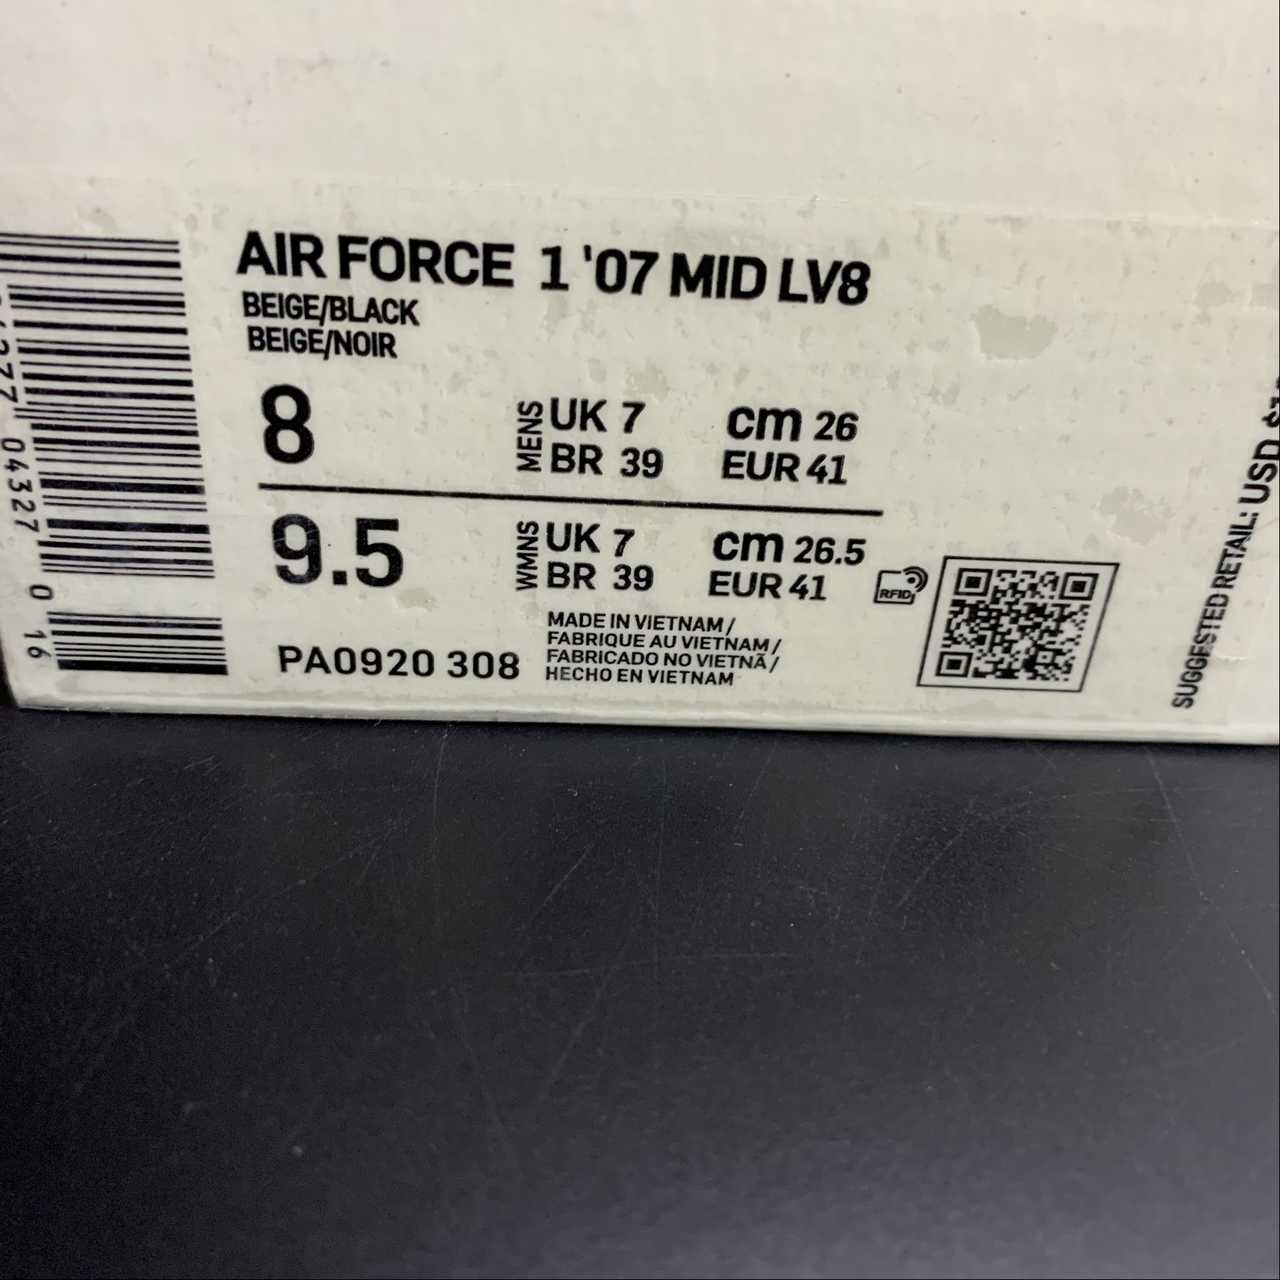 AIR FORCE 1 '07 MID LV8
BEIGE/BLACK
BEIGE/NOIR
8
MENS
UK 7
cm 26
BR 39
EUR 41
9.5
WMNS
UK 7
cm 26.5
BR 39
EUR 41
RFID
PA0920 308
MADE IN VIETNAM /
FABRIQUE AU VIETNAM /
FABRICADO NO VIETNÃ /
HECHO EN VIETNAM
04327 0
16
SUGGESTED RETAIL: USD